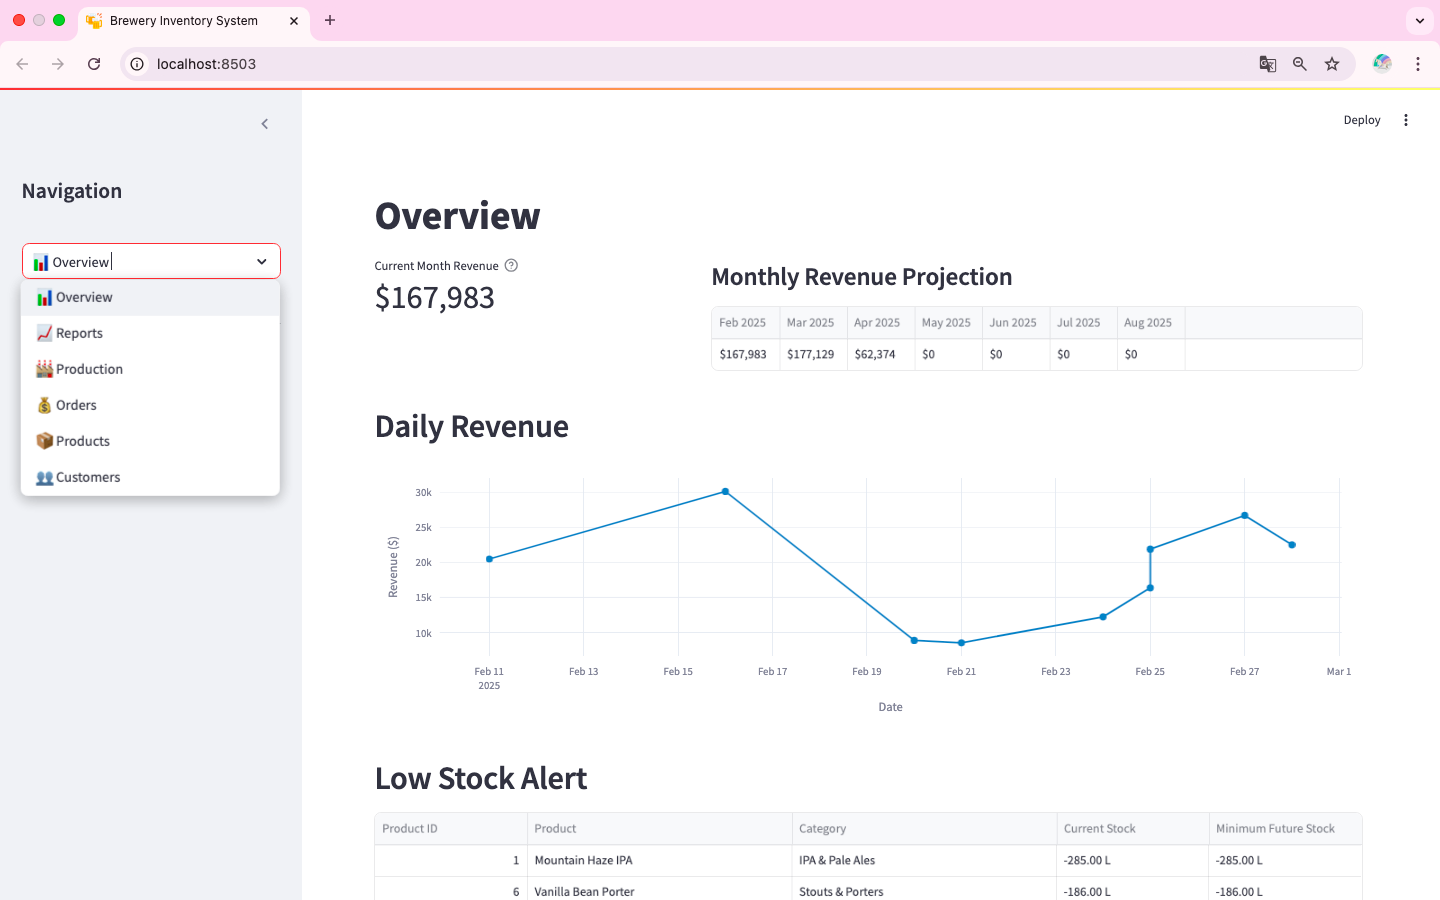 Brewery Inventory System
localhost:8503
Deploy
Navigation
Overview
Overview
Reports
Production
Orders
Products
Customers
Overview
Current Month Revenue
$167,983
Monthly Revenue Projection
Feb 2025 Mar 2025 Apr 2025 May 2025 Jun 2025 Jul 2025 Aug 2025
$167,983 $177,129 $62,374 $0 $0 $0 $0
Daily Revenue
30k
25k
20k
15k
10k
Revenue ($)
Feb 11 Feb 13 Feb 15 Feb 17 Feb 19 Feb 21 Feb 23 Feb 25 Feb 27 Mar 1
2025
Date
Low Stock Alert
Product ID Product Category Current Stock Minimum Future Stock
1 Mountain Haze IPA IPA & Pale Ales -285.00 L -285.00 L
6 Vanilla Bean Porter Stouts & Porters -186.00 L -186.00 L